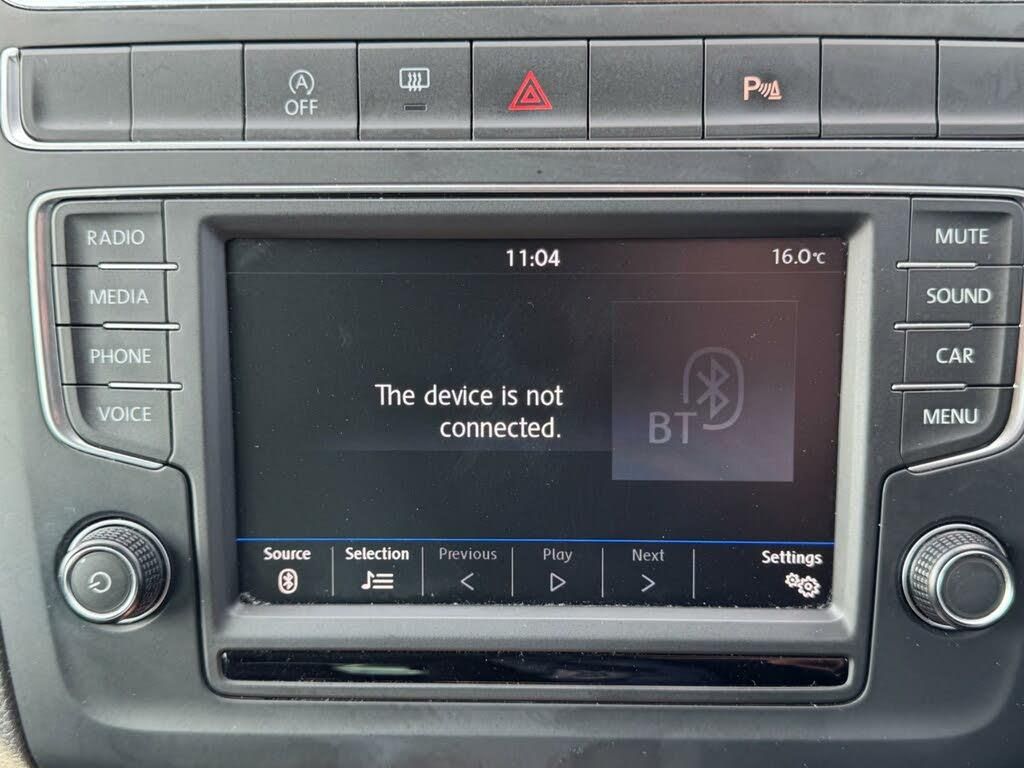 A
OFF
P
RADIO
MEDIA
PHONE
VOICE
11:04
16.0°C
The device is not
connected.
BT
Source
Selection
Previous
Play
Next
Settings
MUTE
SOUND
CAR
MENU